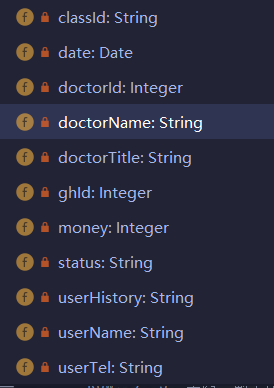 classId: String
date: Date
doctorId: Integer
doctorName: String
doctorTitle: String
ghId: Integer
money: Integer
status: String
userHistory: String
userName: String
userTel: String